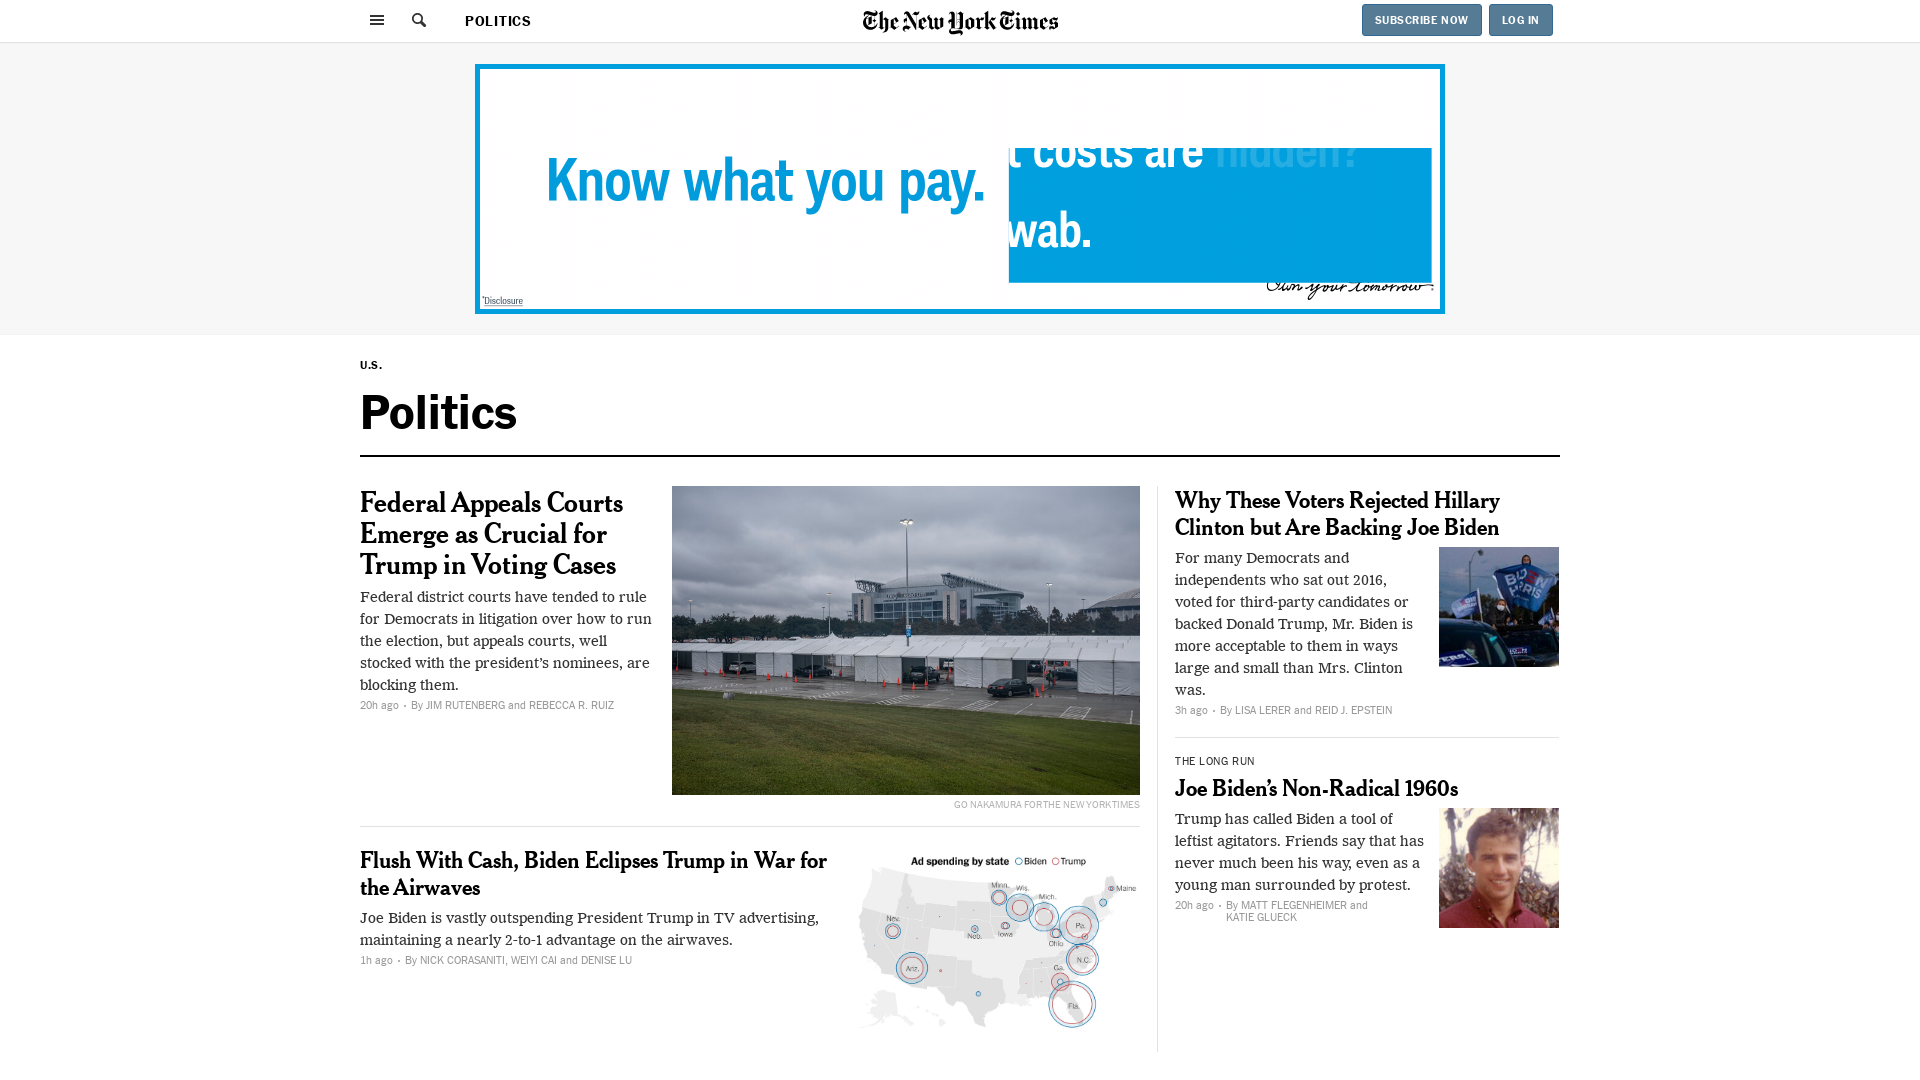 POLITICS
The New York Times
SUBSCRIBE NOW
LOG IN
Know what you pay.
t costs are hidden?
wab.
Own your tomorrow
*Disclosure
U.S.
Politics
Federal Appeals Courts
Emerge as Crucial for
Trump in Voting Cases
Federal district courts have tended to rule
for Democrats in litigation over how to run
the election, but appeals courts, well
stocked with the president's nominees, are
blocking them.
20h ago • By JIM RUTENBERG and REBECCA R. RUIZ
GO NAKAMURA FOR THE NEW YORK TIMES
Flush With Cash, Biden Eclipses Trump in War for
the Airwaves
Joe Biden is vastly outspending President Trump in TV advertising,
maintaining a nearly 2-to-1 advantage on the airwaves.
1h ago • By NICK CORASANITI, WEIYI CAI and DENISE LU
Ad spending by state Biden Trump
Minn.
Wis.
Mich.
Maine
Nev.
Neb.
Iowa
Ohio
Pa.
Ariz.
N.C.
Ga.
Fla.
Why These Voters Rejected Hillary
Clinton but Are Backing Joe Biden
For many Democrats and
independents who sat out 2016,
voted for third-party candidates or
backed Donald Trump, Mr. Biden is
more acceptable to them in ways
large and small than Mrs. Clinton
was.
3h ago • By LISA LERER and REID J. EPSTEIN
BIDEN
HARRIS
THE LONG RUN
Joe Biden's Non-Radical 1960s
Trump has called Biden a tool of
leftist agitators. Friends say that has
never much been his way, even as a
young man surrounded by protest.
20h ago • By MATT FLEGENHEIMER and
KATIE GLUECK